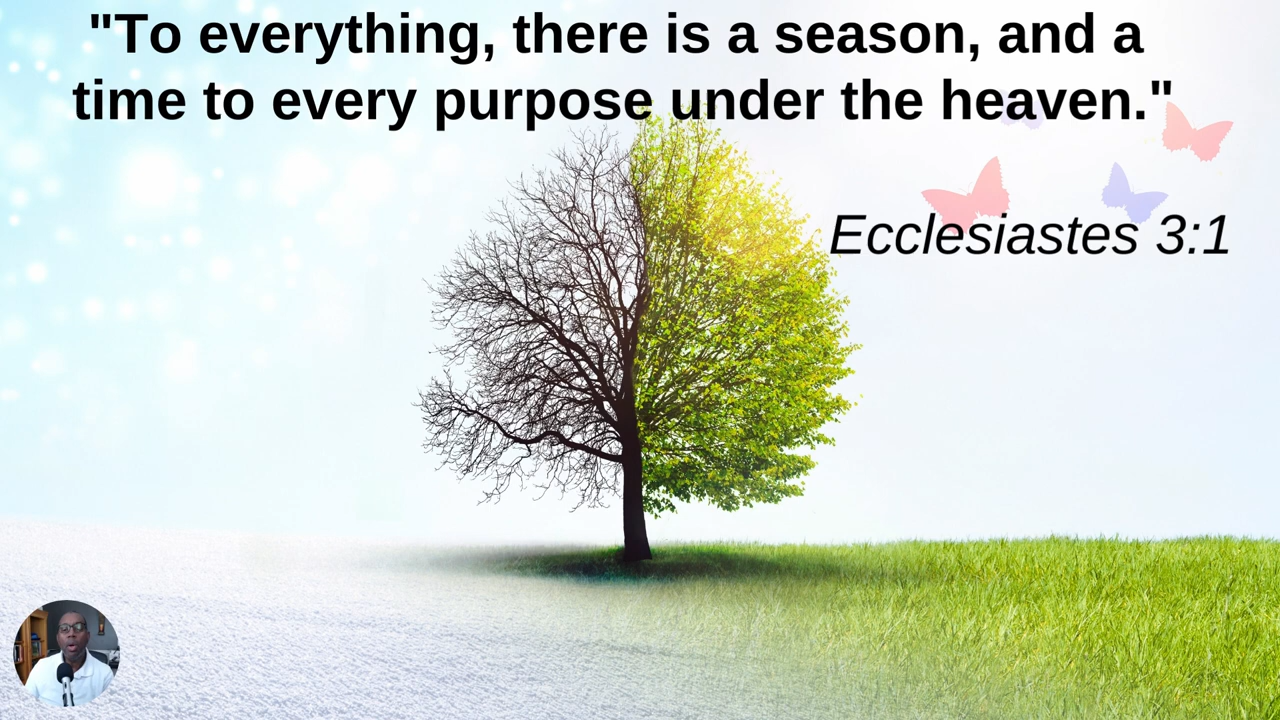 "To everything, there is a season, and a
time to every purpose under the heaven."
Ecclesiastes 3:1